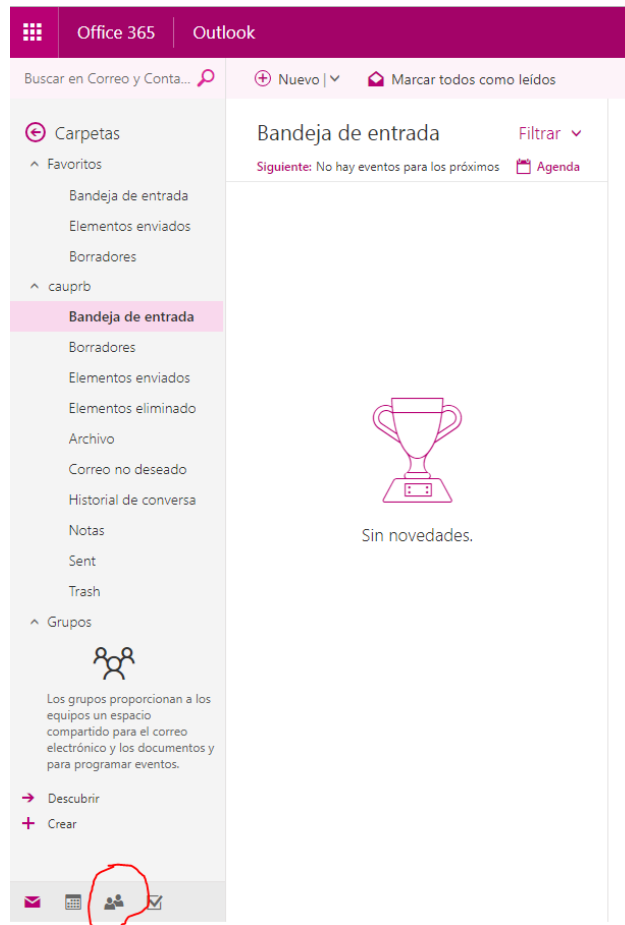 Office 365 Outlook
Buscar en Correo y Conta...
Nuevo
Marcar todos como leídos
Carpetas
Favoritos
Bandeja de entrada
Elementos enviados
Borradores
cauprb
Bandeja de entrada
Borradores
Elementos enviados
Elementos eliminado
Archivo
Correo no deseado
Historial de conversa
Notas
Sent
Trash
Grupos
Los grupos proporcionan a los
equipos un espacio
compartido para el correo
electrónico y los documentos y
para programar eventos.
Descubrir
Crear
Bandeja de entrada Filtrar
Siguiente: No hay eventos para los próximos Agenda
Sin novedades.